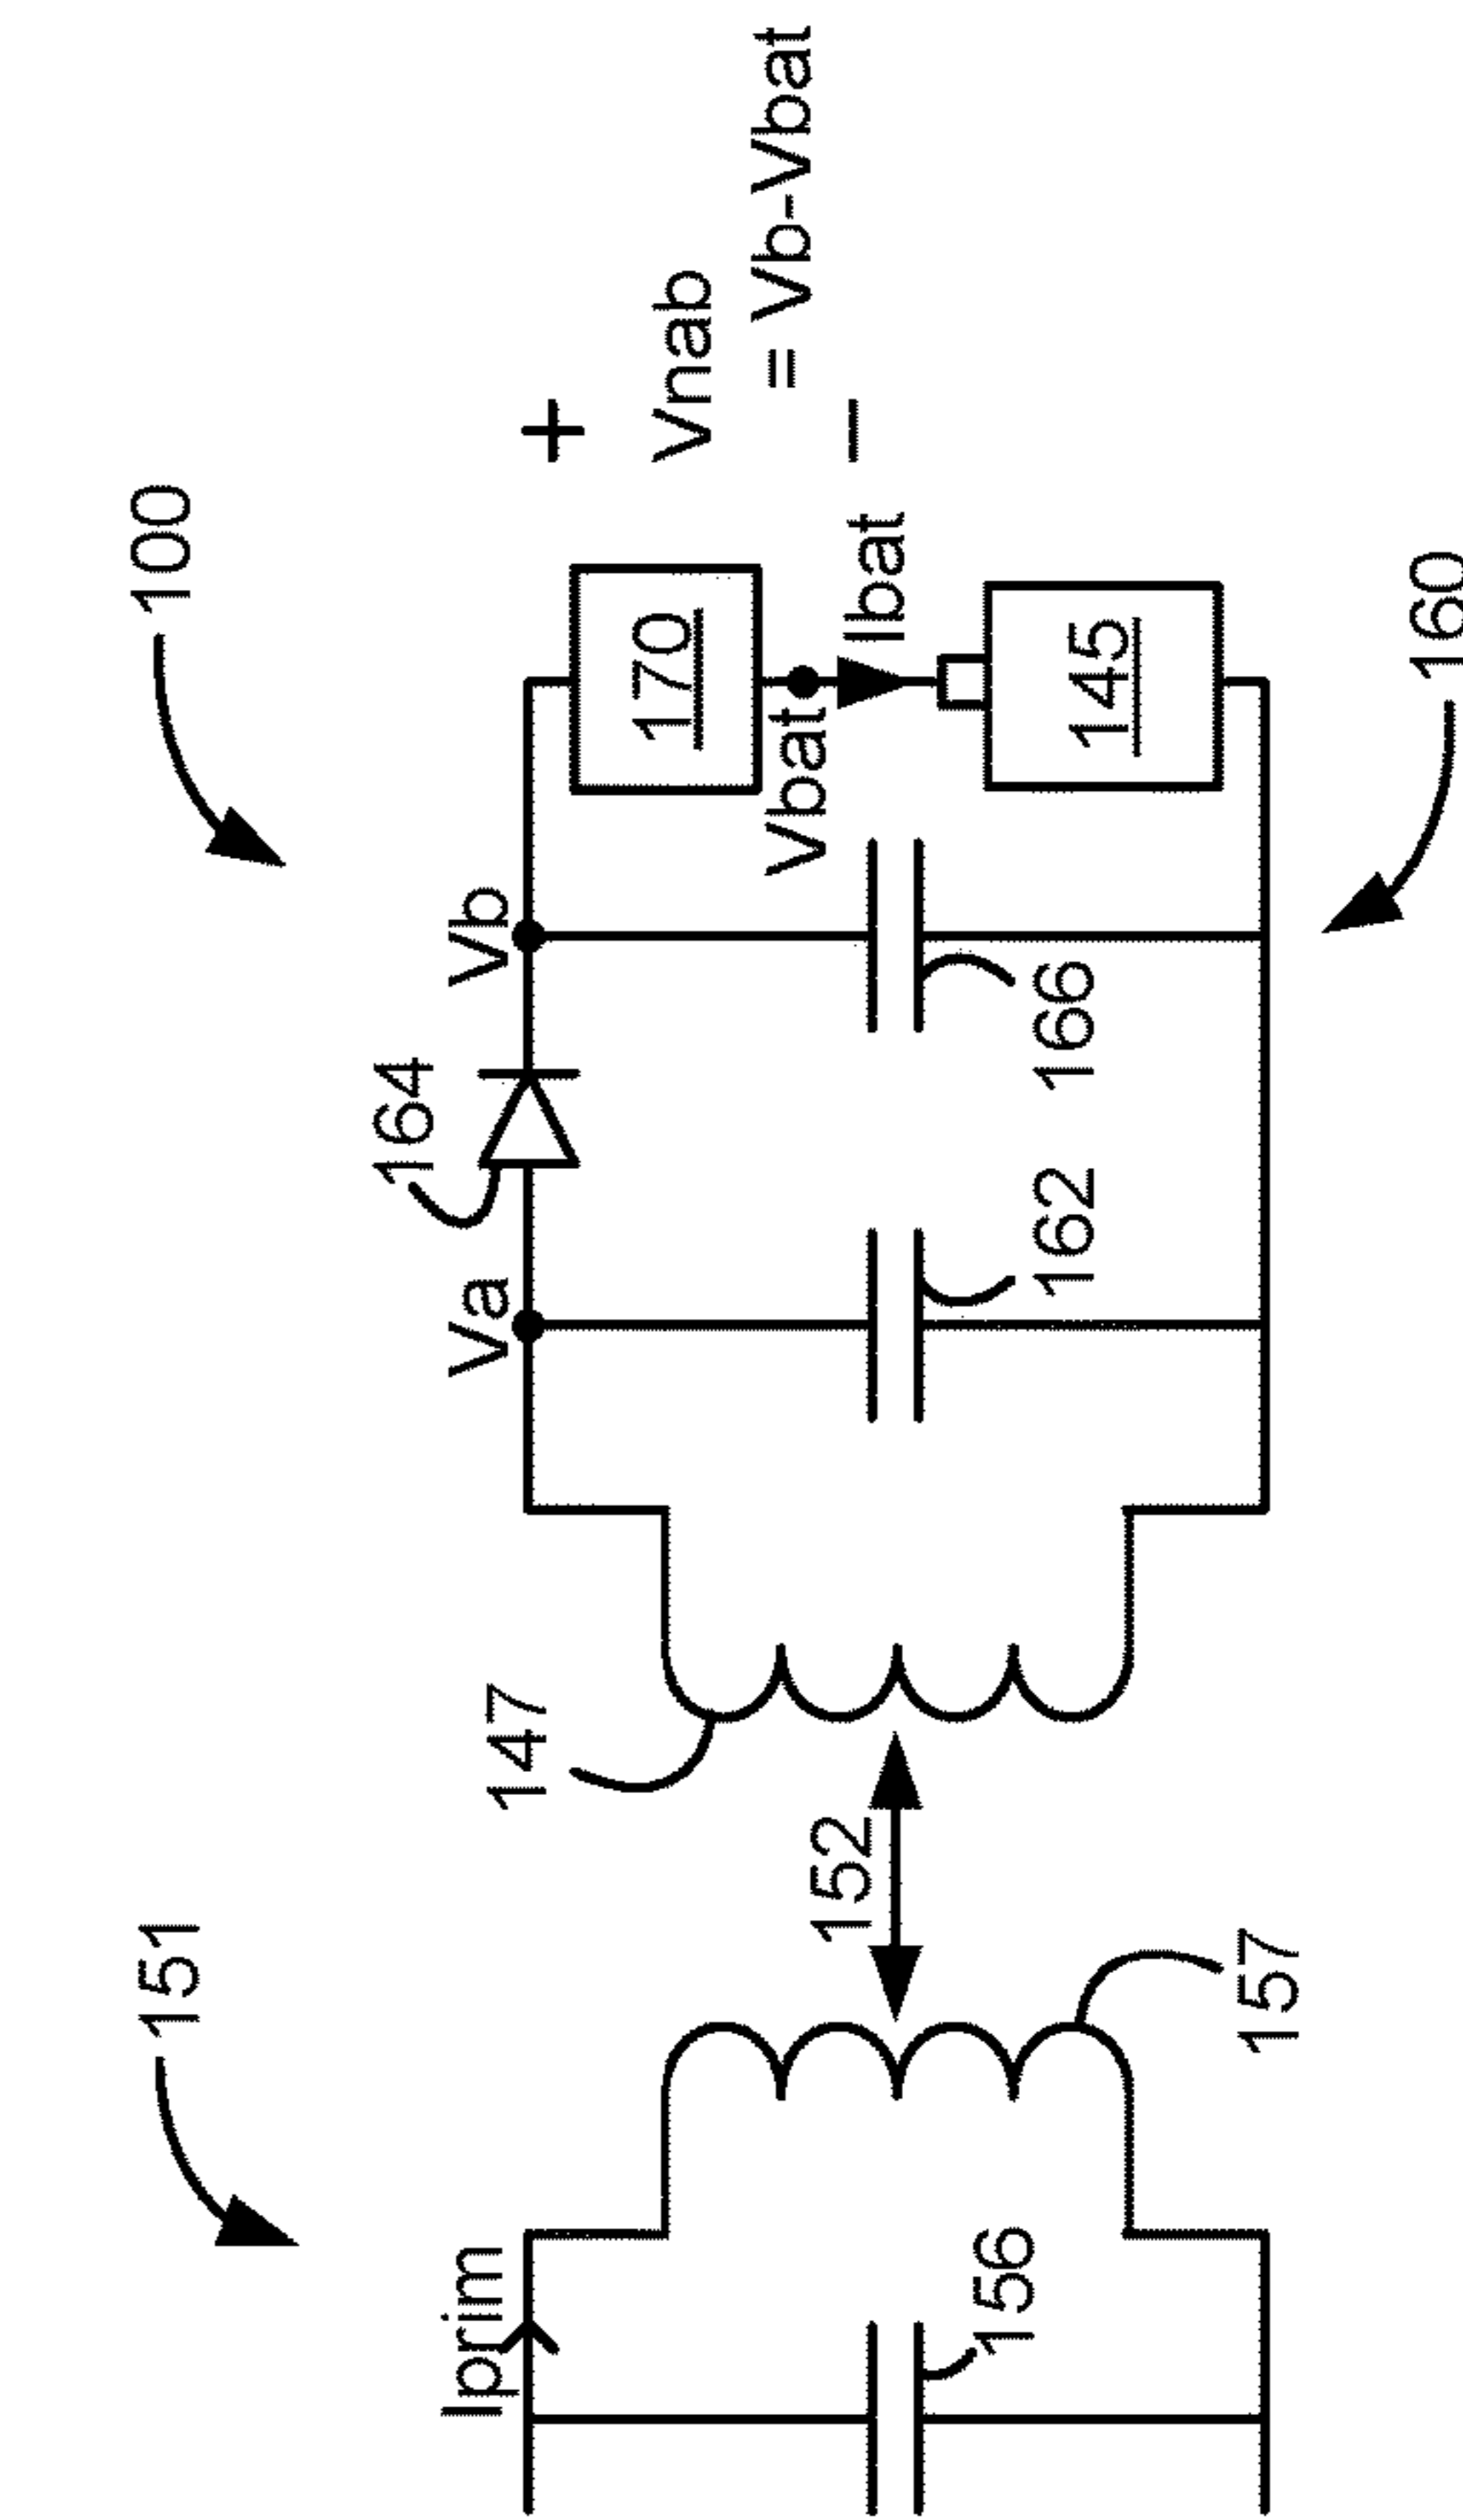 151
100
Iprim
156
157
152
147
Va
162
164
Vb
166
170
Vbat
Ibat
145
160
+
Vnab
= Vb-Vbat
–